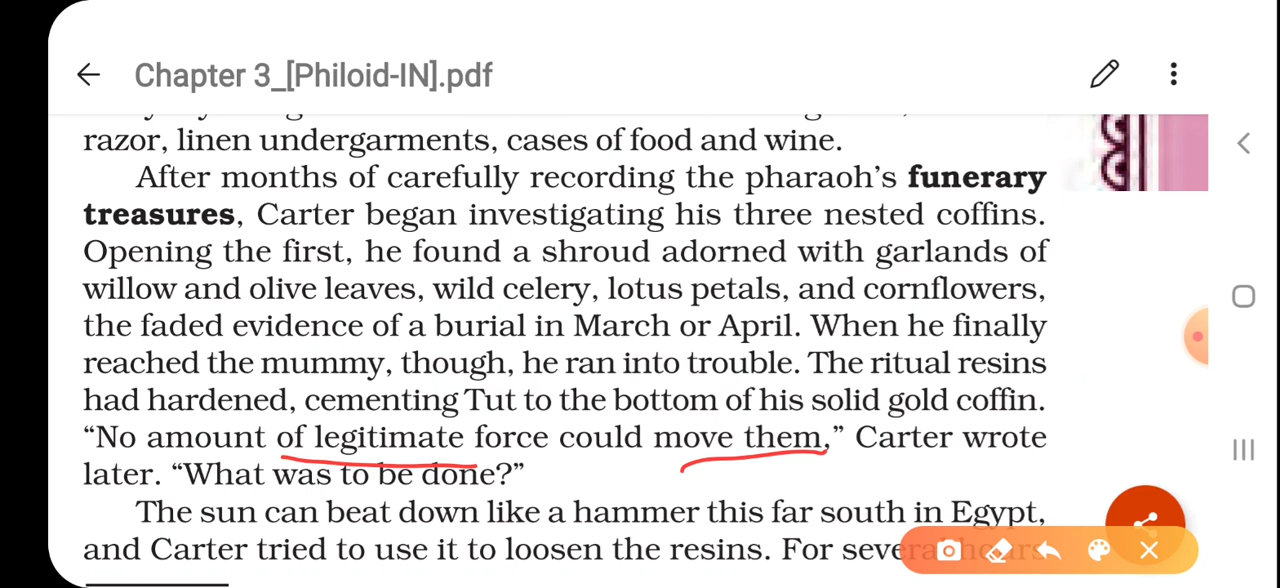 Chapter 3_[Philoid-IN].pdf
razor, linen undergarments, cases of food and wine.
After months of carefully recording the pharaoh's funerary
treasures, Carter began investigating his three nested coffins.
Opening the first, he found a shroud adorned with garlands of
willow and olive leaves, wild celery, lotus petals, and cornflowers,
the faded evidence of a burial in March or April. When he finally
reached the mummy, though, he ran into trouble. The ritual resins
had hardened, cementing Tut to the bottom of his solid gold coffin.
“No amount of legitimate force could move them,” Carter wrote
later. “What was to be done?”
The sun can beat down like a hammer this far south in Egypt,
and Carter tried to use it to loosen the resins. For several hours